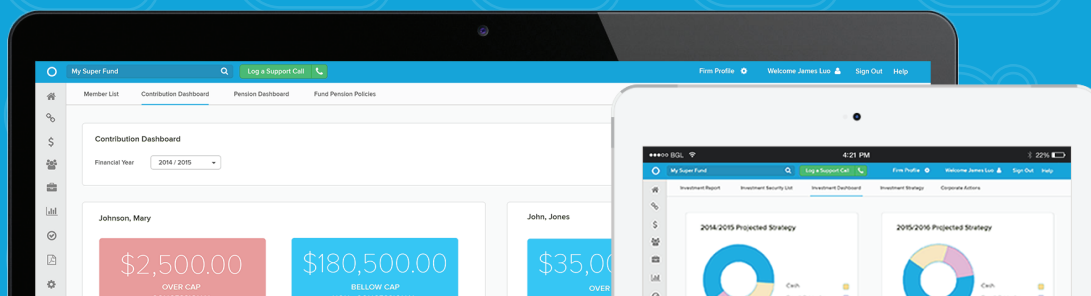 My Super Fund
Log a Support Call
Firm Profile
Welcome James Luo
Sign Out
Help
Member List
Contribution Dashboard
Pension Dashboard
Fund Pension Policies
Contribution Dashboard
Financial Year
2014 / 2015
Johnson, Mary
$2,500.00
OVER CAP
$180,500.00
BELLOW CAP
John, Jones
$35,0
OVER
BGL
4:21 PM
22%
My Super Fund
Log a Support Call
Firm Profile
Welcome James Luo
Sign Out
Help
Investment Report
Investment Security List
Investment Dashboard
Investment Strategy
Corporate Actions
2014/2015 Projected Strategy
Cash
2015/2016 Projected Strategy
Cash